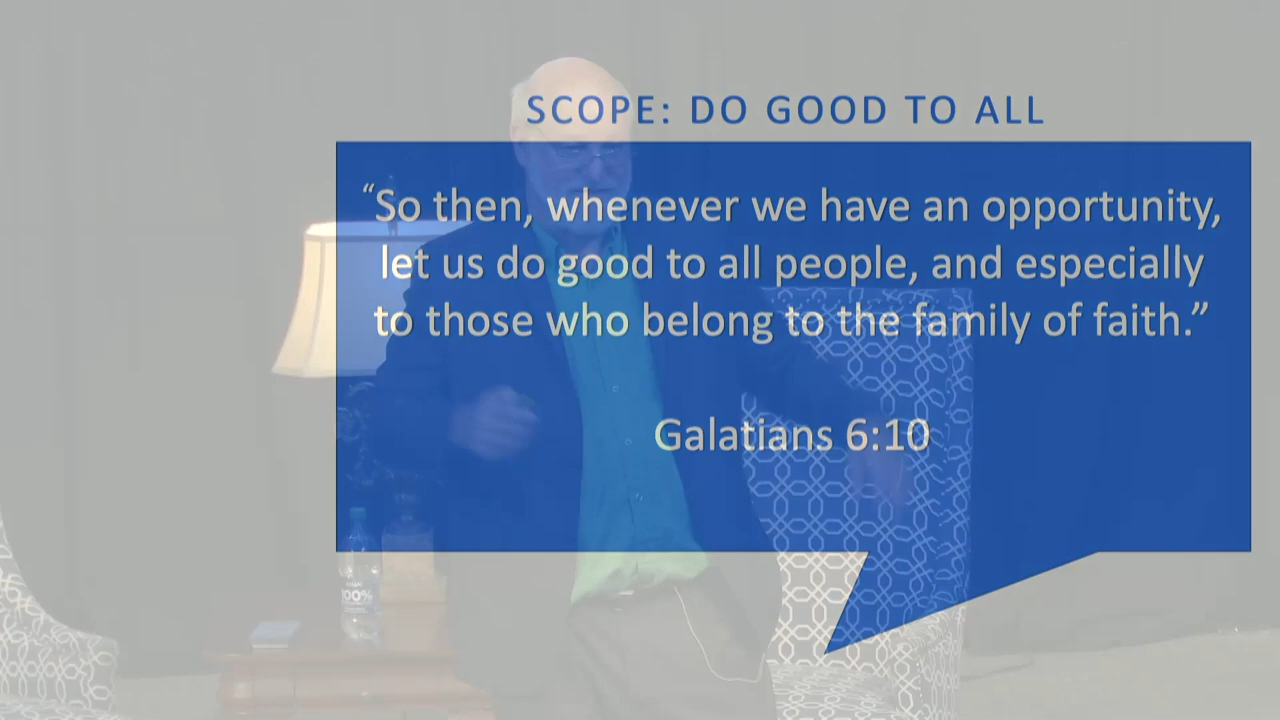 SCOPE: DO GOOD TO ALL
“So then, whenever we have an opportunity,
let us do good to all people, and especially
to those who belong to the family of faith.”
Galatians 6:10
100%